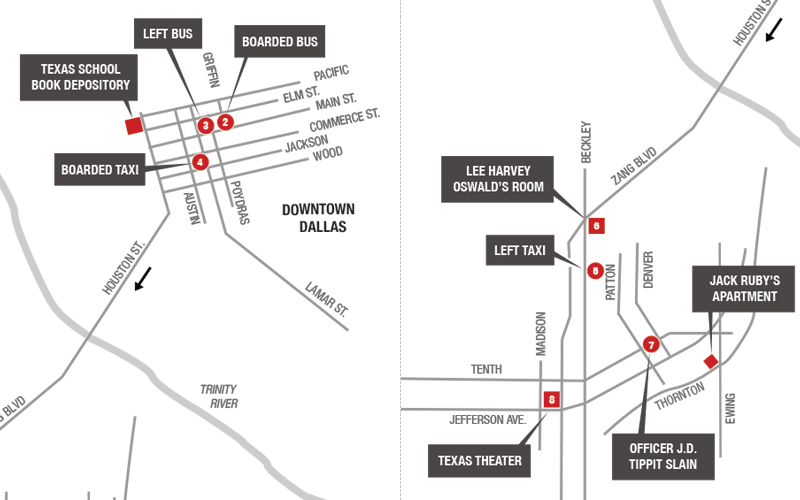 LEFT BUS
BOARDED BUS
GRIFFIN
TEXAS SCHOOL
BOOK DEPOSITORY
PACIFIC
ELM ST.
MAIN ST.
COMMERCE ST.
JACKSON
WOOD
3
2
4
BOARDED TAXI
AUSTIN
POYDRAS
DOWNTOWN
DALLAS
HOUSTON ST.
LAMAR ST.
TRINITY
RIVER
BLVD
HOUSTON S
BECKLEY
ZANG BLVD
LEE HARVEY
OSWALD'S ROOM
6
LEFT TAXI
5
PATTON
DENVER
JACK RUBY'S
APARTMENT
MADISON
7
TENTH
8
THORNTON
EWING
JEFFERSON AVE.
TEXAS THEATER
OFFICER J.D.
TIPPIT SLAIN